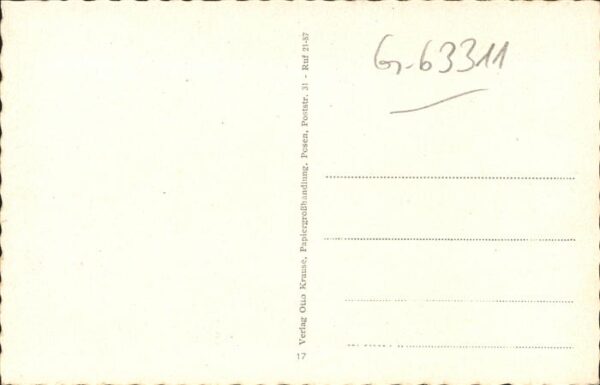 G-63311
Verlag Otto Krause, Papiergroßhandlung, Posen, Poststr. 31 - Ruf 21-57
17